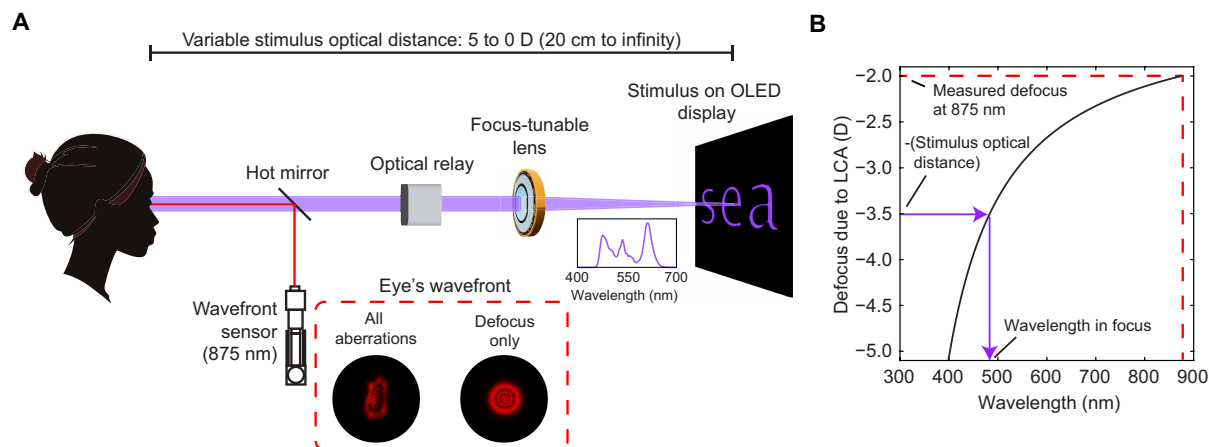 A
Variable stimulus optical distance: 5 to 0 D (20 cm to infinity)
Stimulus on OLED
display
Focus-tunable
lens
Optical relay
Hot mirror
sea
400 550 700
Wavelength (nm)
Wavefront
sensor
(875 nm)
Eye's wavefront
All
aberrations
Defocus
only
B
Defocus due to LCA (D)
−2.0
−2.5
−3.0
−3.5
−4.0
−4.5
−5.0
Measured defocus
at 875 nm
-(Stimulus optical
distance)
Wavelength in focus
300 400 500 600 700 800 900
Wavelength (nm)